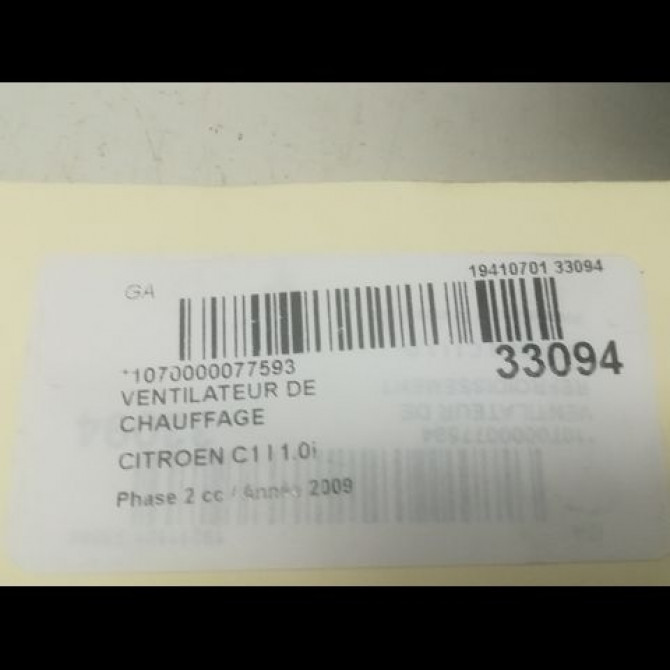 GA
19410701 33094
*1070000077593
33094
VENTILATEUR DE
CHAUFFAGE
CITROEN C1 I 1.0i
Phase 2 cc / Année 2009